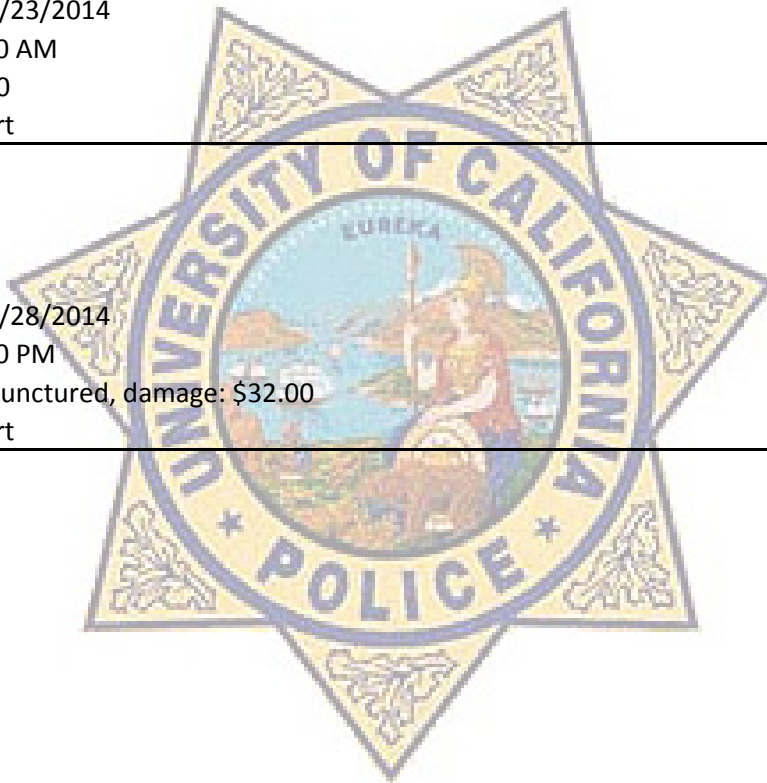 /23/2014
0 AM
0
rt
UNIVERSITY OF CALIFORNIA
EUREKA
/28/2014
0 PM
unctured, damage: $32.00
rt
★ POLICE ★